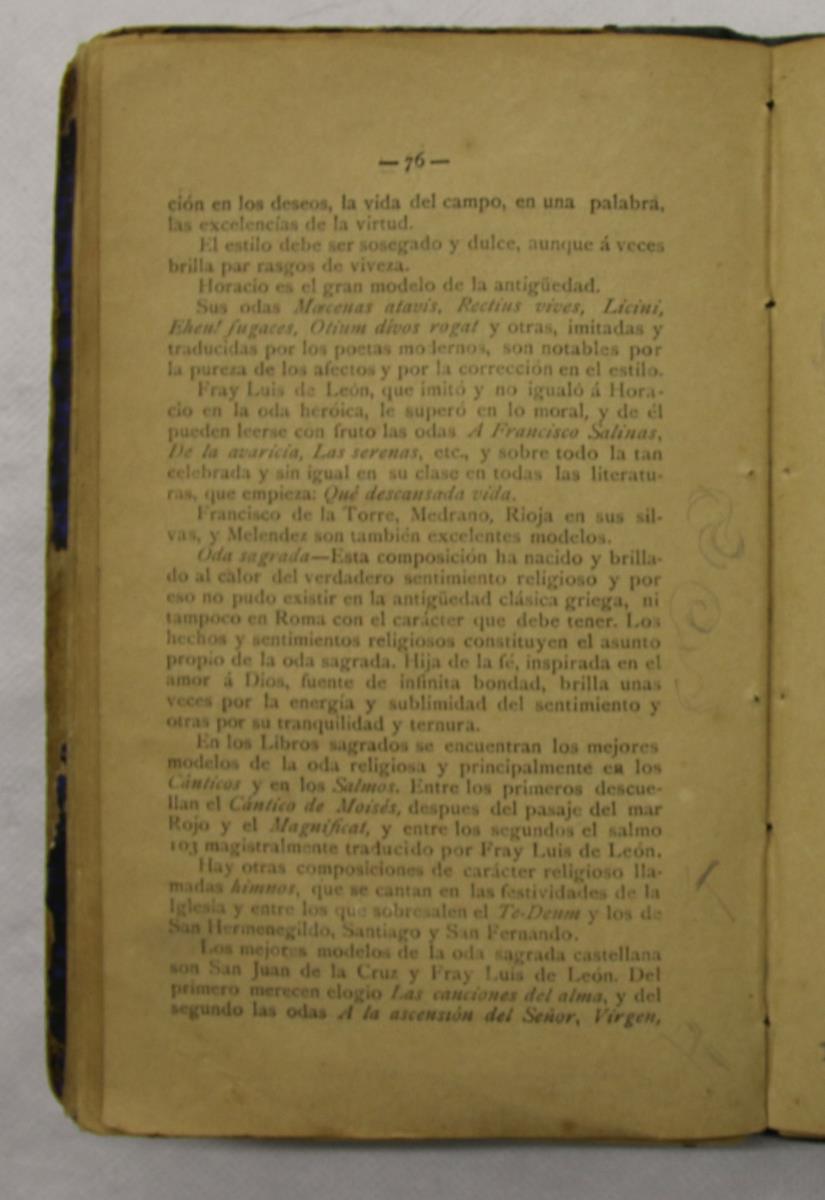 — 76 —
ción en los deseos, la vida del campo, en una palabra,
las excelencias de la virtud.
El estilo debe ser sosegado y dulce, aunque á veces
brilla par rasgos de viveza.
Horacio es el gran modelo de la antigüedad.
Sus odas Mœcenas atavis, Rectius vives, Licini,
Eheu! fugaces, Otium divos rogat y otras, imitadas y
traducidas por los poetas modernos, son notables por
la pureza de los afectos y por la corrección en el estilo.
Fray Luis de León, que imitó y no igualó á Hora-
cio en la oda heróica, le superó en lo moral, y de él
pueden leerse con fruto las odas A Francisco Salinas,
De la avaricia, Las serenas, etc., y sobre todo la tan
celebrada y sin igual en su clase en todas las literatu-
ras, que empieza: Qué descansada vida.
Francisco de la Torre, Medrano, Rioja en sus sil-
vas, y Melendez son también excelentes modelos.
Oda sagrada—Esta composición ha nacido y brilla-
do al calor del verdadero sentimiento religioso y por
eso no pudo existir en la antigüedad clásica griega, ni
tampoco en Roma con el carácter que debe tener. Los
hechos y sentimientos religiosos constituyen el asunto
propio de la oda sagrada. Hija de la fé, inspirada en el
amor á Dios, fuente de infinita bondad, brilla unas
veces por la energía y sublimidad del sentimiento y
otras por su tranquilidad y ternura.
En los Libros sagrados se encuentran los mejores
modelos de la oda religiosa y principalmente en los
Cánticos y en los Salmos. Entre los primeros descue-
llan el Cántico de Moisés, despues del pasaje del mar
Rojo y el Magnificat, y entre los segundos el salmo
103 magistralmente traducido por Fray Luis de León.
Hay otras composiciones de carácter religioso lla-
madas himnos, que se cantan en las festividades de la
Iglesia y entre los que sobresalen el Te-Deum y los de
San Hermenegildo, Santiago y San Fernando.
Los mejores modelos de la oda sagrada castellana
son San Juan de la Cruz y Fray Luis de León. Del
primero merecen elogio Las canciones del alma, y del
segundo las odas A la ascensión del Señor, Virgen,